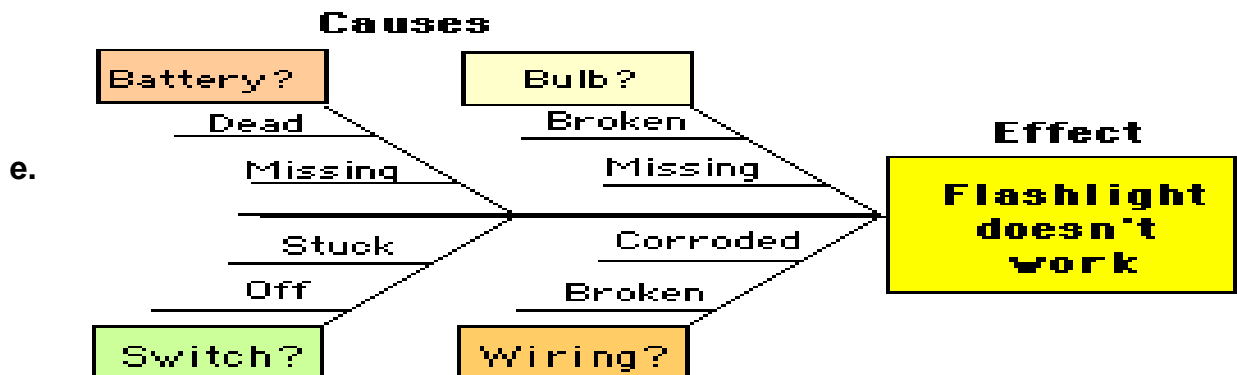 Causes
Battery?
Bulb?
Dead
Broken
Effect
e.
Missing
Missing
Flashlight
doesn't
work
Stuck
Corroded
Off
Broken
Switch?
Wiring?